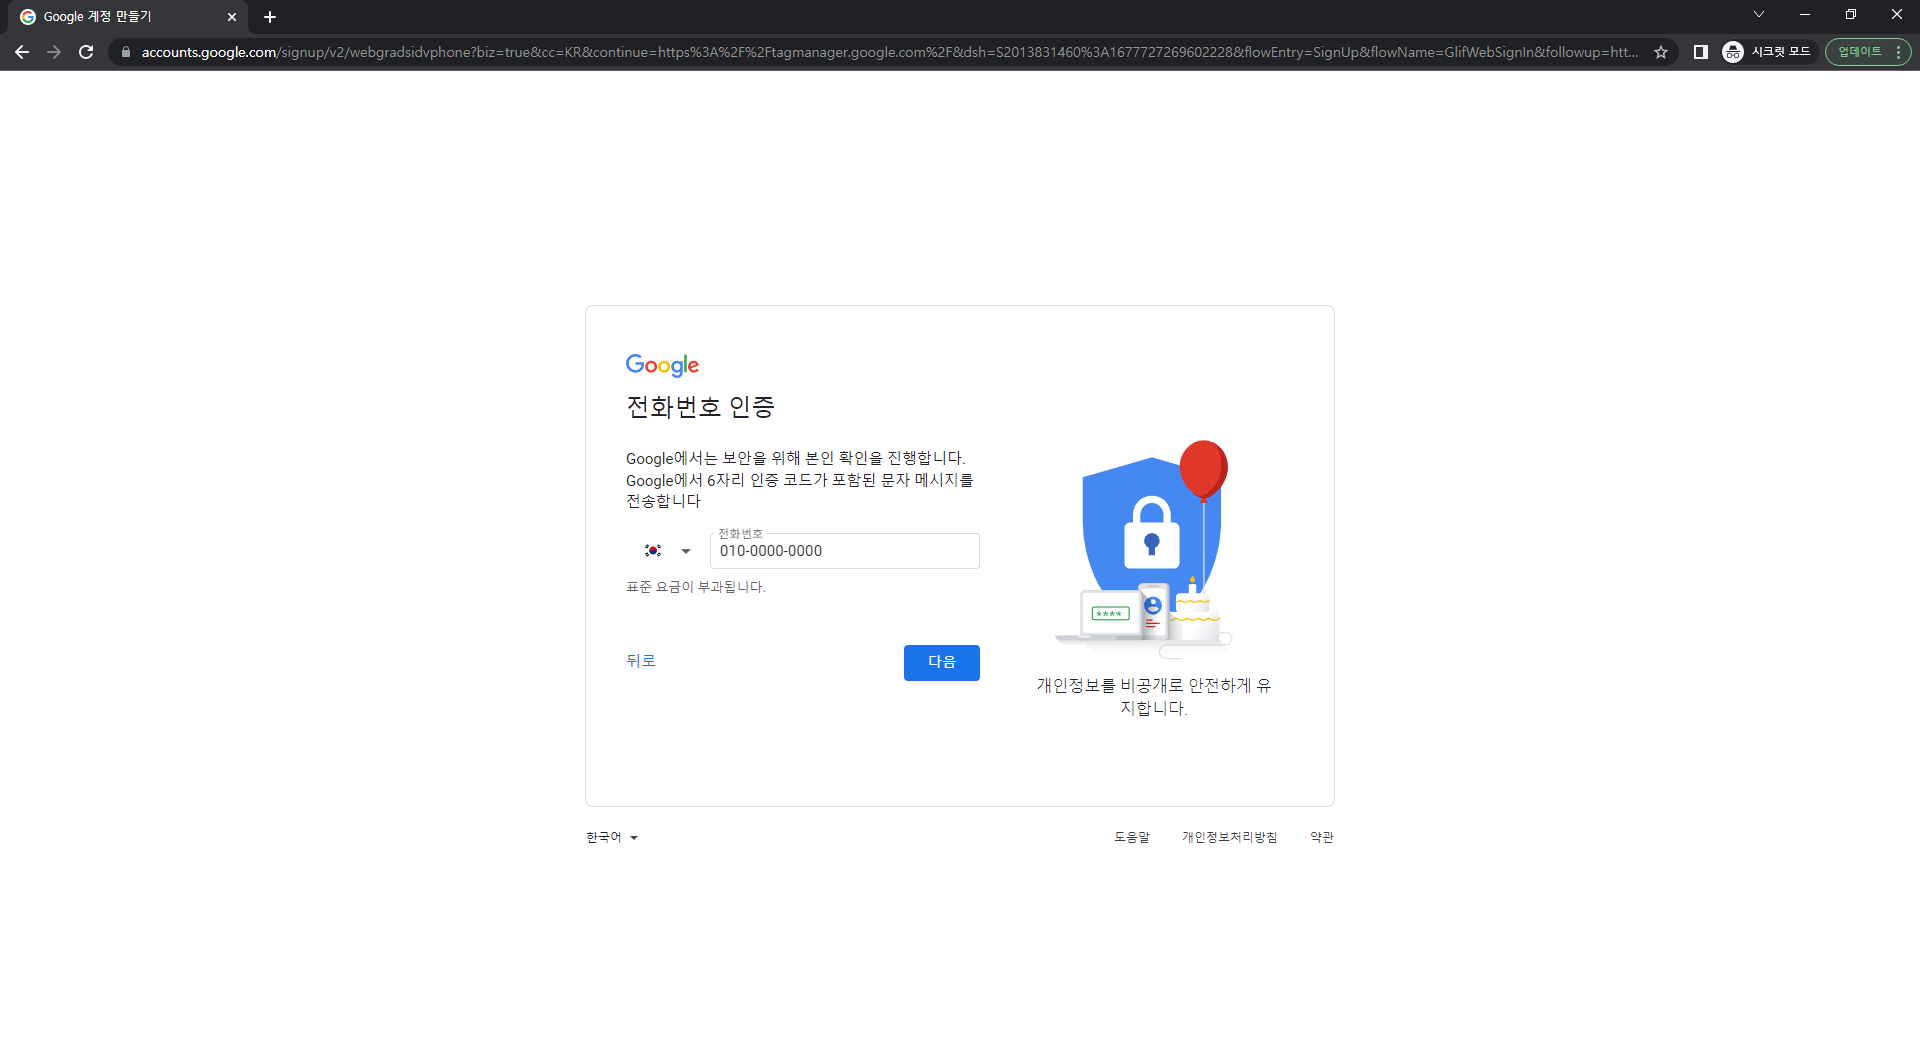 Google 계정 만들기
accounts.google.com/signup/v2/webgradsidvphone?biz=true&cc=KR&continue=https%3A%2F%2Ftagmanager.google.com%2F&dsh=S2013831460%3A1677727269602228&flowEntry=SignUp&flowName=GlifWebSignIn&followup=htt...
시크릿 모드
업데이트
Google
전화번호 인증
Google에서는 보안을 위해 본인 확인을 진행합니다.
Google에서 6자리 인증 코드가 포함된 문자 메시지를
전송합니다
전화번호
010-0000-0000
표준 요금이 부과됩니다.
뒤로
다음
****
개인정보를 비공개로 안전하게 유
지합니다.
한국어
도움말
개인정보처리방침
약관